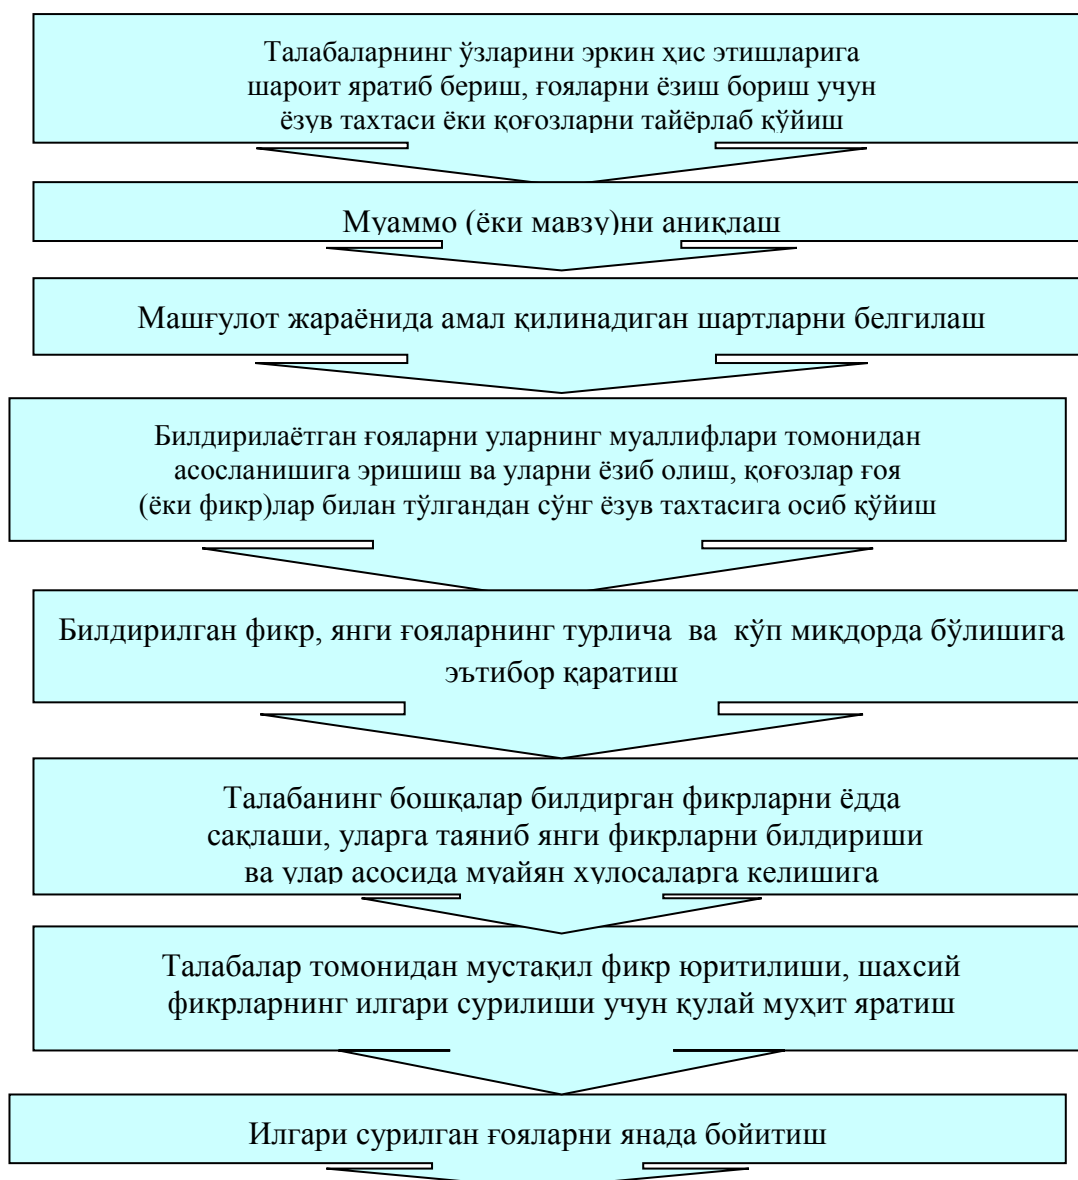 Талабаларнинг ўзларини эркин ҳис этишларига
шароит яратиб бериш, ғояларни ёзиш бориш учун
ёзув тахтаси ёки қоғозларни тайёрлаб қўйиш
Муаммо (ёки мавзу)ни аниқлаш
Машғулот жараёнида амал қилинадиган шартларни белгилаш
Билдирилаётган ғояларни уларнинг муаллифлари томонидан
асосланишига эришиш ва уларни ёзиб олиш, қоғозлар ғоя
(ёки фикр)лар билан тўлгандан сўнг ёзув тахтасига осиб қўйиш
Билдирилган фикр, янги ғояларнинг турлича ва кўп миқдорда бўлишига
эътибор қаратиш
Талабанинг бошқалар билдирган фикрларни ёдда
сақлаши, уларга таяниб янги фикрларни билдириши
ва улар асосида муайян хулосаларга келишига
Талабалар томонидан мустақил фикр юритилиши, шахсий
фикрларнинг илгари сурилиши учун қулай муҳит яратиш
Илгари сурилган ғояларни янада бойитиш